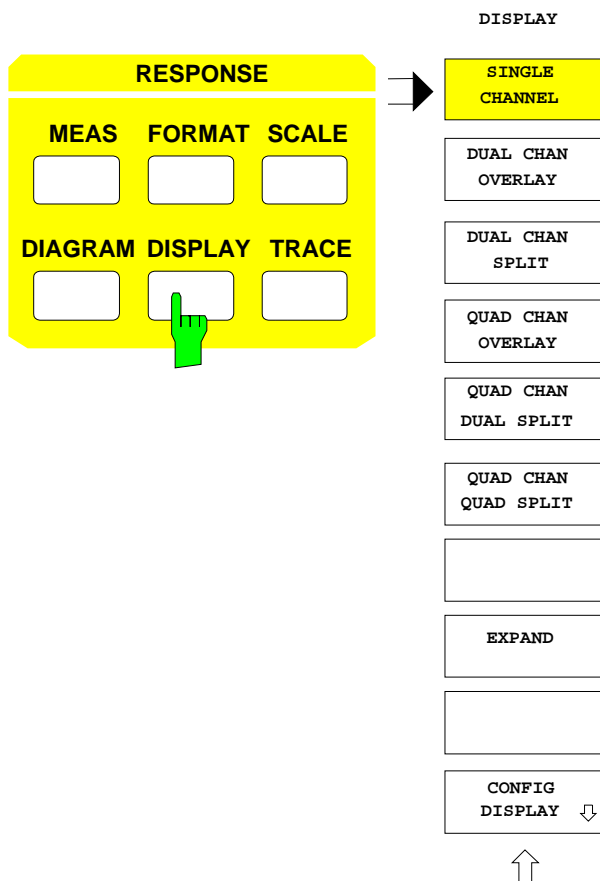 DISPLAY
RESPONSE
MEAS FORMAT SCALE
DIAGRAM DISPLAY TRACE
SINGLE
CHANNEL
DUAL CHAN
OVERLAY
DUAL CHAN
SPLIT
QUAD CHAN
OVERLAY
QUAD CHAN
DUAL SPLIT
QUAD CHAN
QUAD SPLIT
EXPAND
CONFIG
DISPLAY